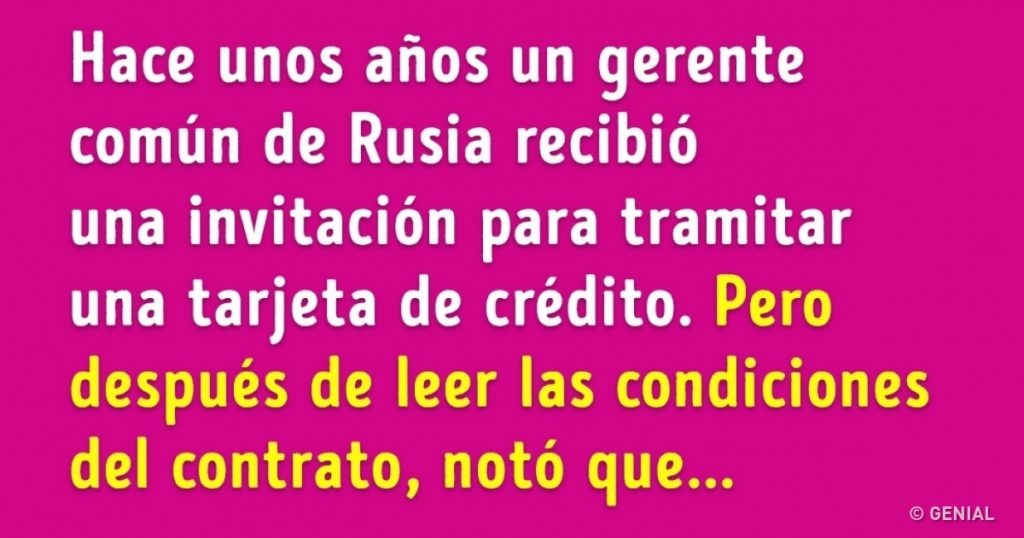 Hace unos años un gerente
común de Rusia recibió
una invitación para tramitar
una tarjeta de crédito. Pero
después de leer las condiciones
del contrato, notó que...
© GENIAL